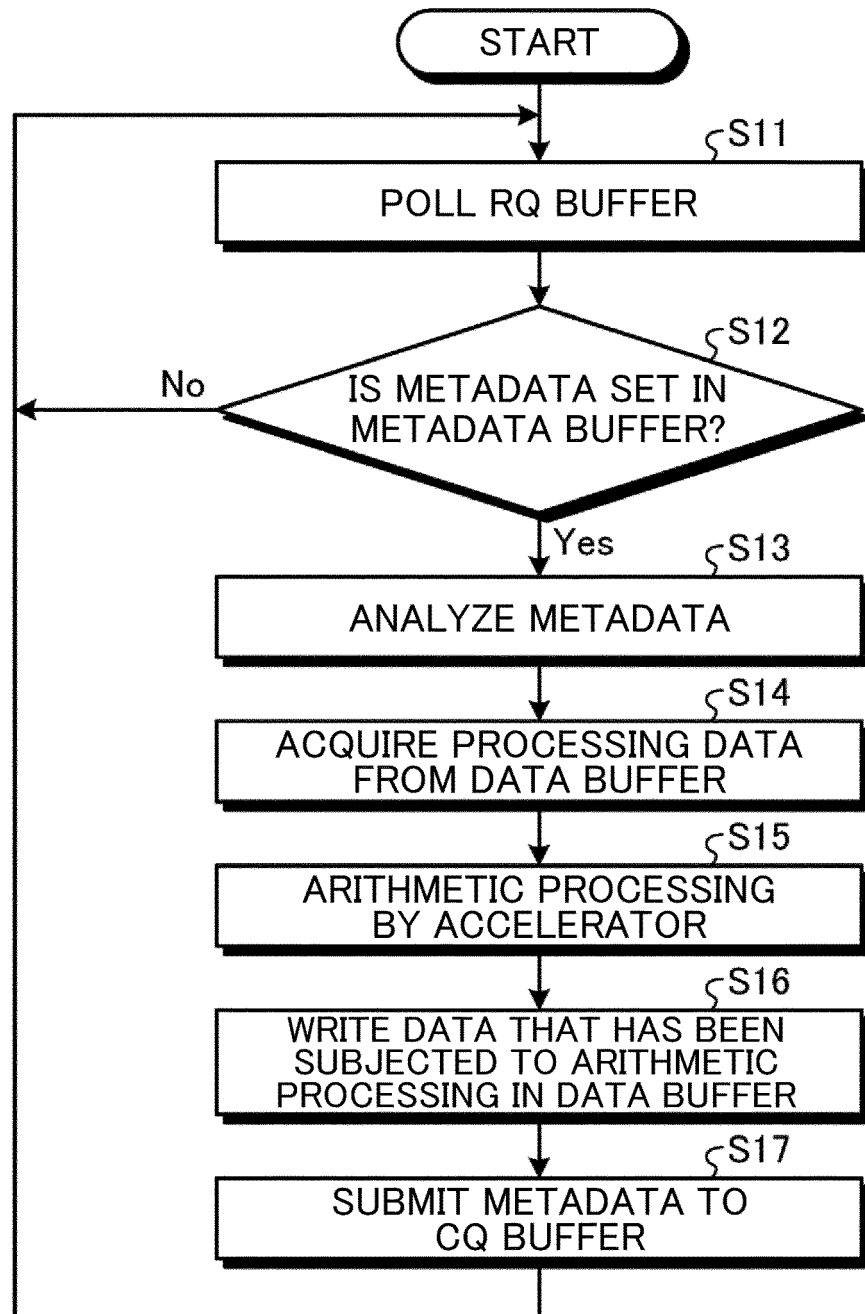 START
S11
POLL RQ BUFFER
S12
No
IS METADATA SET IN
METADATA BUFFER?
Yes
S13
ANALYZE METADATA
S14
ACQUIRE PROCESSING DATA
FROM DATA BUFFER
S15
ARITHMETIC PROCESSING
BY ACCELERATOR
S16
WRITE DATA THAT HAS BEEN
SUBJECTED TO ARITHMETIC
PROCESSING IN DATA BUFFER
S17
SUBMIT METADATA TO
CQ BUFFER